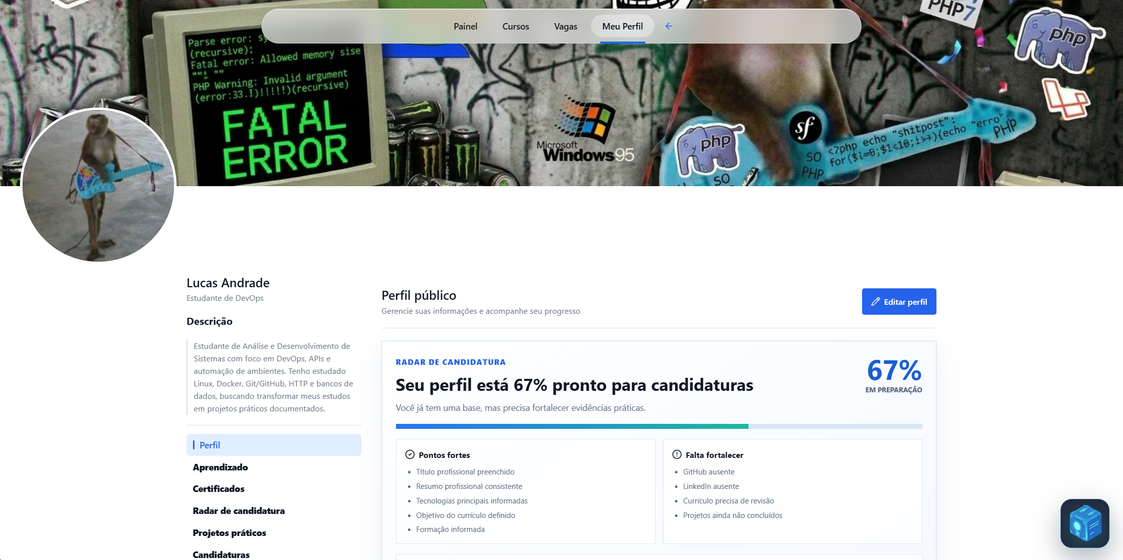 Painel Cursos Vagas Meu Perfil
PHP7
php
Parse error: sy
(recursive);
Fatal error: Allowed memory sise
PHP Warning: Invalid argument
(error:33.1)!!!!!)(recursive)
FATAL
ERROR
Microsoft
Windows 95
php
sf
<?php echo "shitpost";
PHP
SO
PHP
Lucas Andrade
Estudante de DevOps
Descrição
Estudante de Análise e Desenvolvimento de
Sistemas com foco em DevOps, APIs e
automação de ambientes. Tenho estudado
Linux, Docker, Git/GitHub, HTTP e bancos de
dados, buscando transformar meus estudos
em projetos práticos documentados.
Perfil
Aprendizado
Certificados
Radar de candidatura
Projetos práticos
Candidaturas
Perfil público
Gerencie suas informações e acompanhe seu progresso
Editar perfil
RADAR DE CANDIDATURA
Seu perfil está 67% pronto para candidaturas
Você já tem uma base, mas precisa fortalecer evidências práticas.
67%
EM PREPARAÇÃO
Pontos fortes
Título profissional preenchido
Resumo profissional consistente
Tecnologias principais informadas
Objetivo do currículo definido
Formação informada
Falta fortalecer
GitHub ausente
LinkedIn ausente
Currículo precisa de revisão
Projetos ainda não concluídos